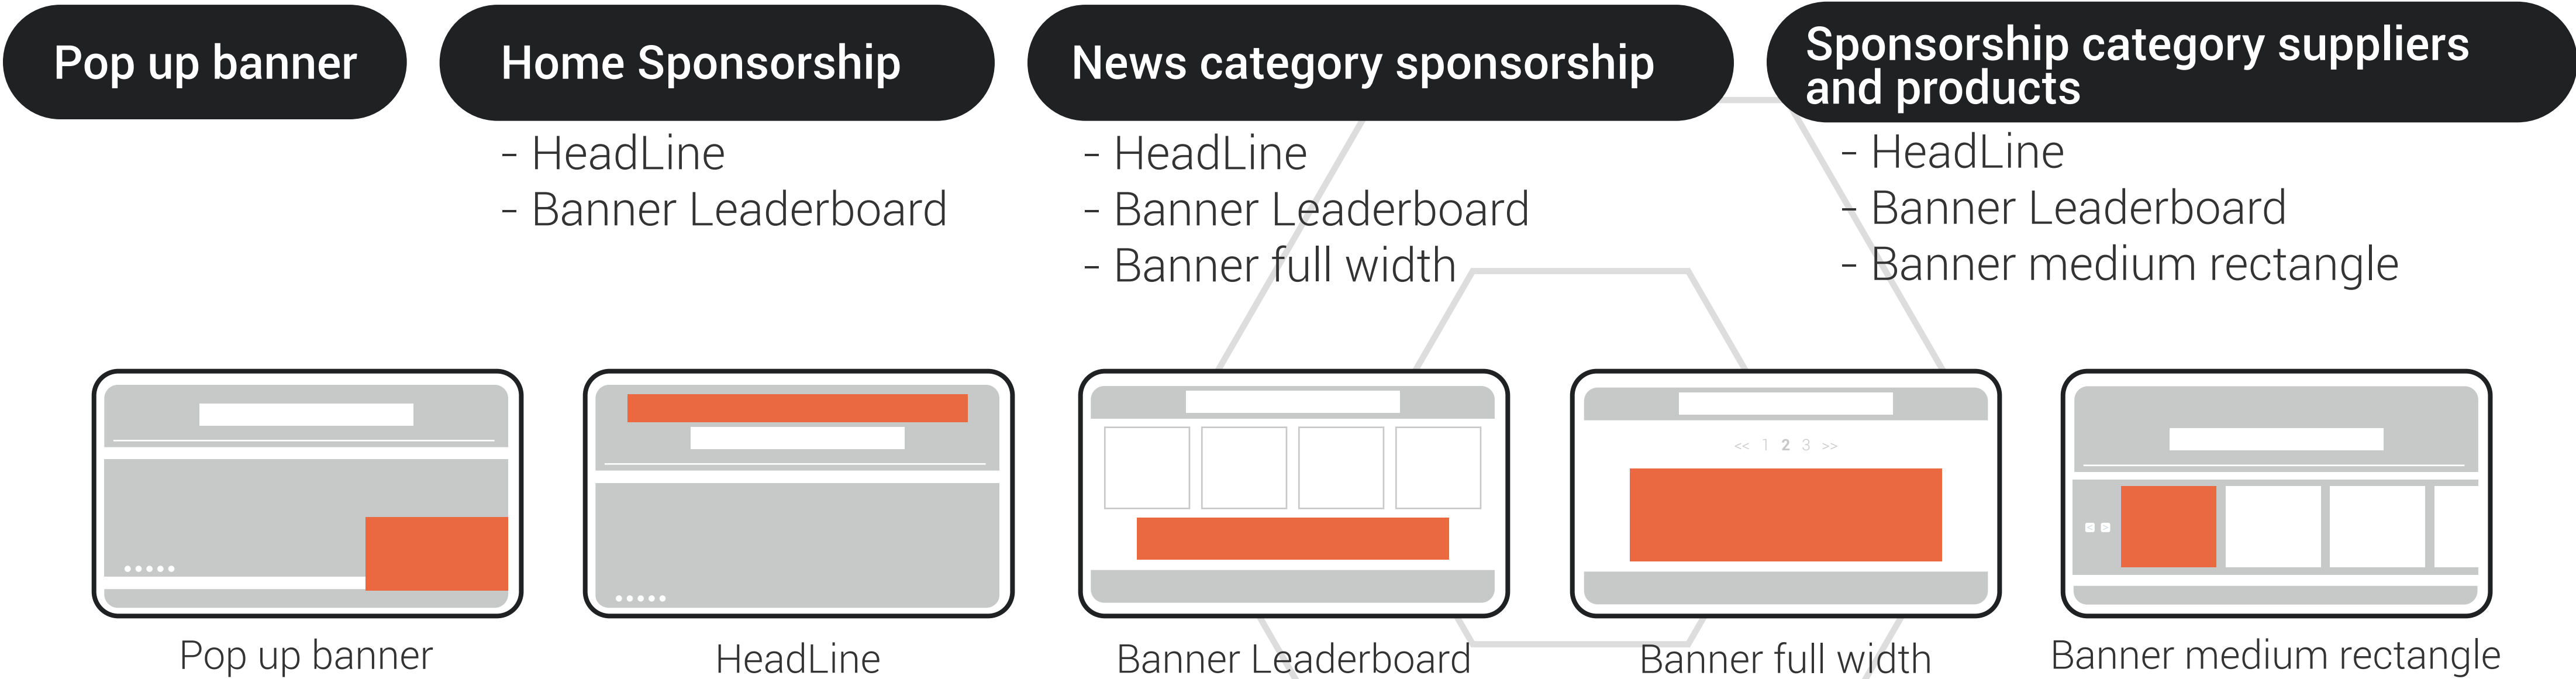 Pop up banner
Home Sponsorship
- HeadLine
- Banner Leaderboard
News category sponsorship
- HeadLine
- Banner Leaderboard
- Banner full width
Sponsorship category suppliers
and products
- HeadLine
- Banner Leaderboard
- Banner medium rectangle
<< 1 2 3 >>
< >
Pop up banner
HeadLine
Banner Leaderboard
Banner full width
Banner medium rectangle